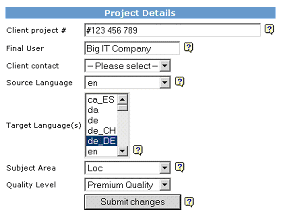 Project Details
Client project # #123 456 789
Final User Big IT Company
Client contact -- Please select --
Source Language en
Target Language(s)
ca_ES
da
de
de_CH
de_DE
en
Subject Area Loc
Quality Level Premium Quality
Submit changes